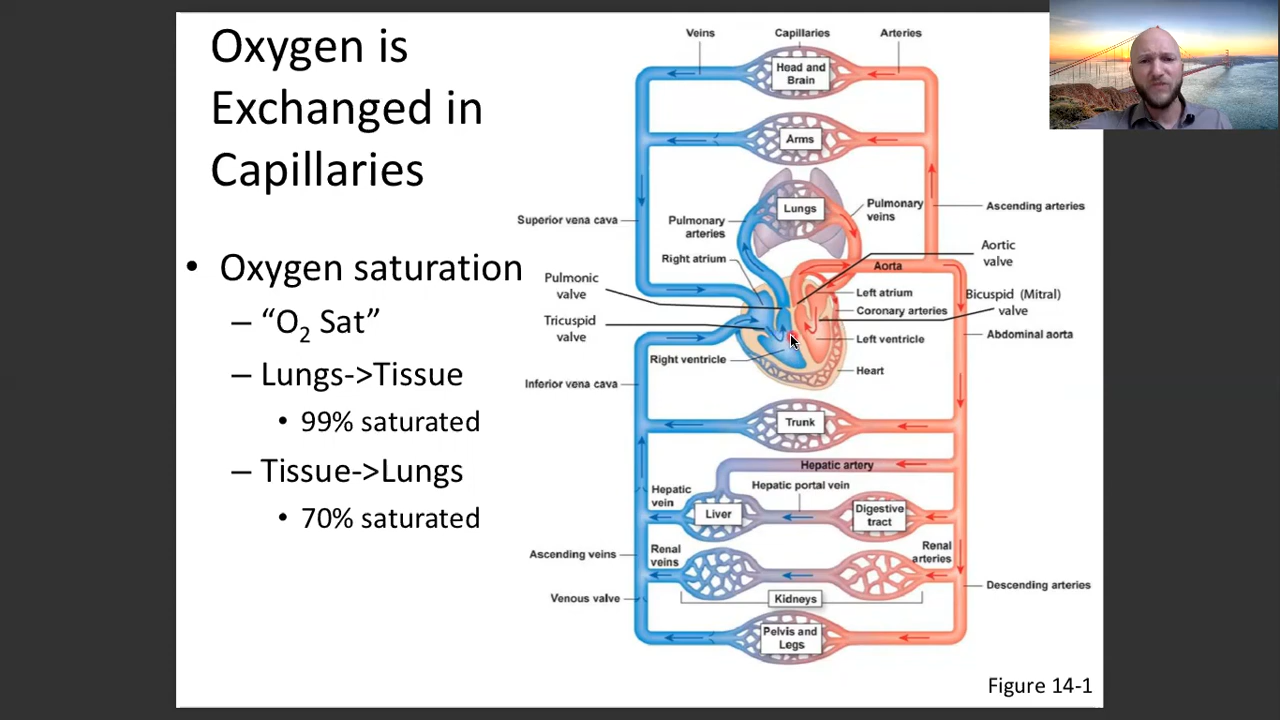 Oxygen is
Exchanged in
Capillaries
• Oxygen saturation
– “O2 Sat”
– Lungs->Tissue
• 99% saturated
– Tissue->Lungs
• 70% saturated
Veins
Capillaries
Arteries
Head and
Brain
Arms
Lungs
Pulmonary
veins
Ascending arteries
Superior vena cava
Pulmonary
arteries
Right atrium
Aortic
valve
Aorta
Pulmonic
valve
Left atrium
Bicuspid (Mitral)
valve
Coronary arteries
Tricuspid
valve
Abdominal aorta
Left ventricle
Right ventricle
Heart
Inferior vena cava
Trunk
Hepatic artery
Hepatic portal vein
Hepatic
vein
Liver
Digestive
tract
Ascending veins
Renal
veins
Renal
arteries
Descending arteries
Venous valve
Kidneys
Pelvis and
Legs
Figure 14-1